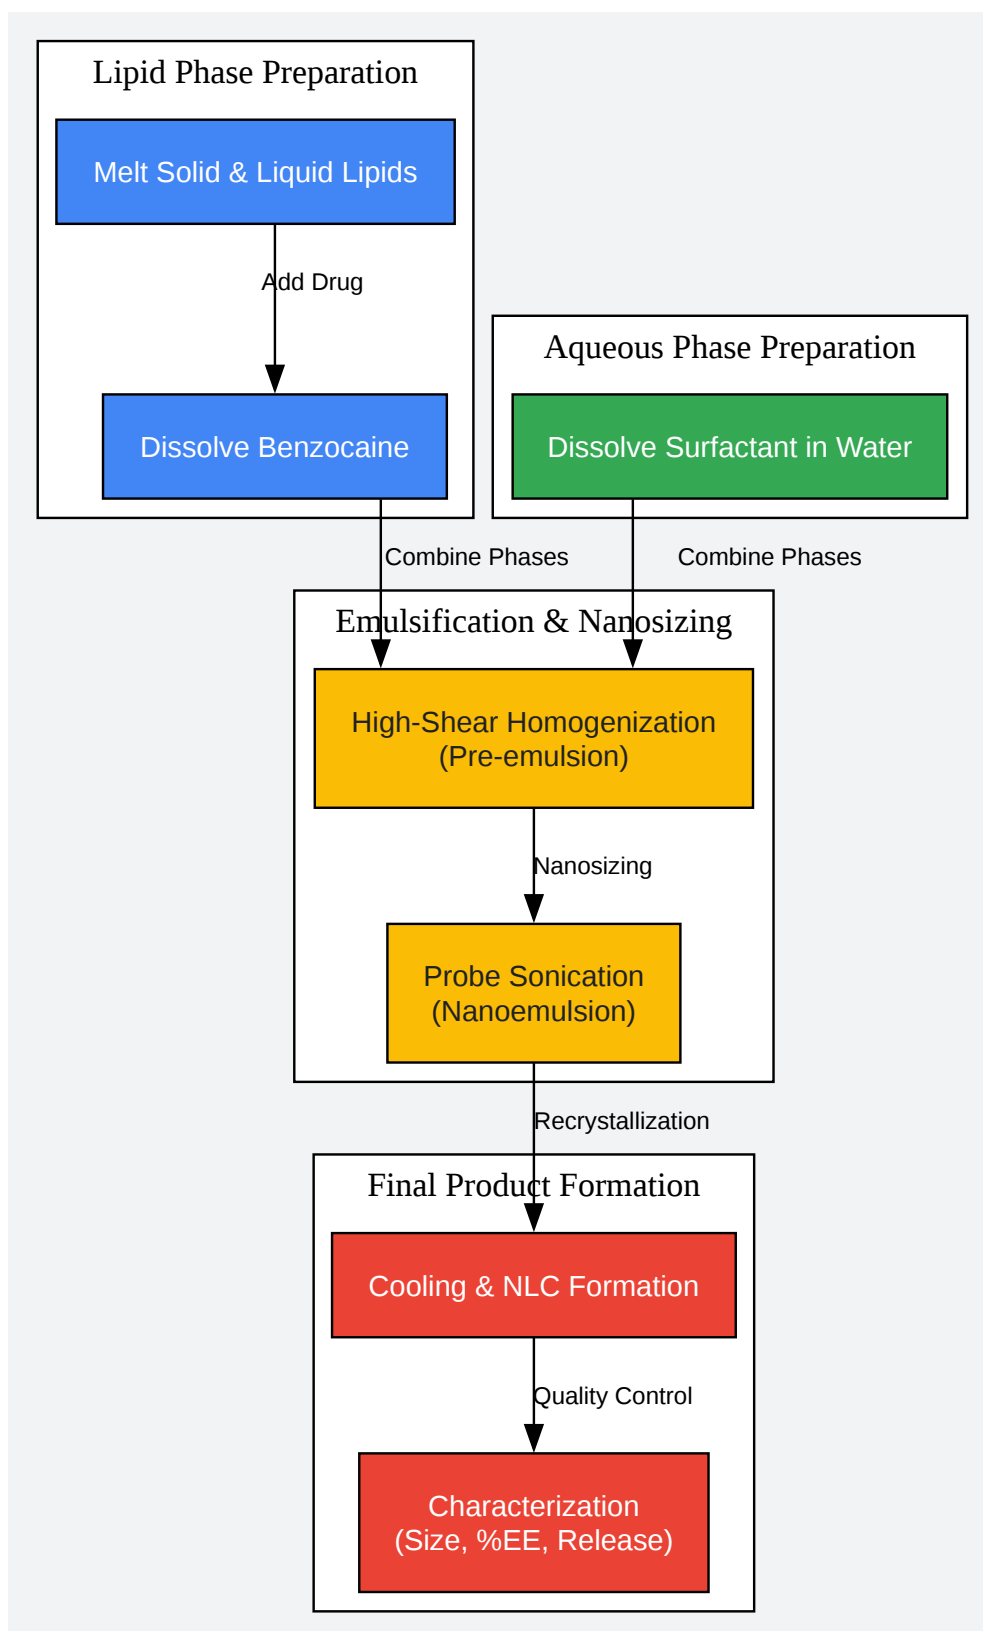 Lipid Phase Preparation
Melt Solid & Liquid Lipids
Add Drug
Dissolve Benzocaine
Aqueous Phase Preparation
Dissolve Surfactant in Water
Combine Phases
Combine Phases
Emulsification & Nanosizing
High-Shear Homogenization
(Pre-emulsion)
Nanosizing
Probe Sonication
(Nanoemulsion)
Recrystallization
Final Product Formation
Cooling & NLC Formation
Quality Control
Characterization
(Size, %EE, Release)